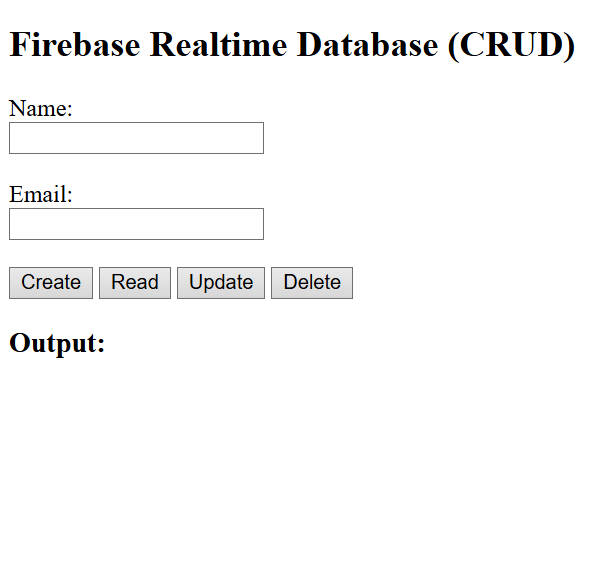 Firebase Realtime Database (CRUD)
Name:
Email:
Create Read Update Delete
Output: